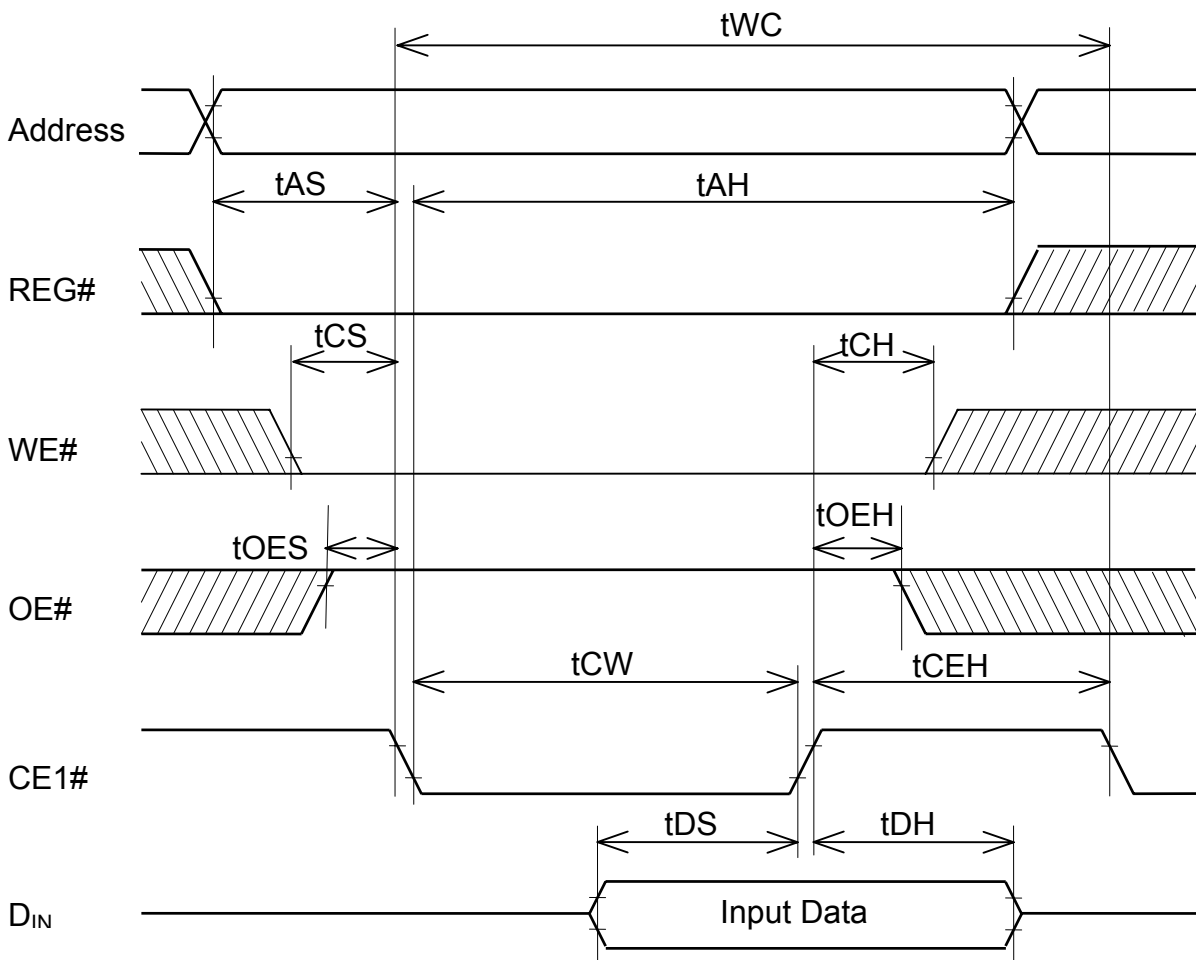 tWC
Address
tAS tAH
REG#
tCS tCH
WE#
tOES tOEH
OE#
tCW tCEH
CE1#
tDS tDH
DIN Input Data